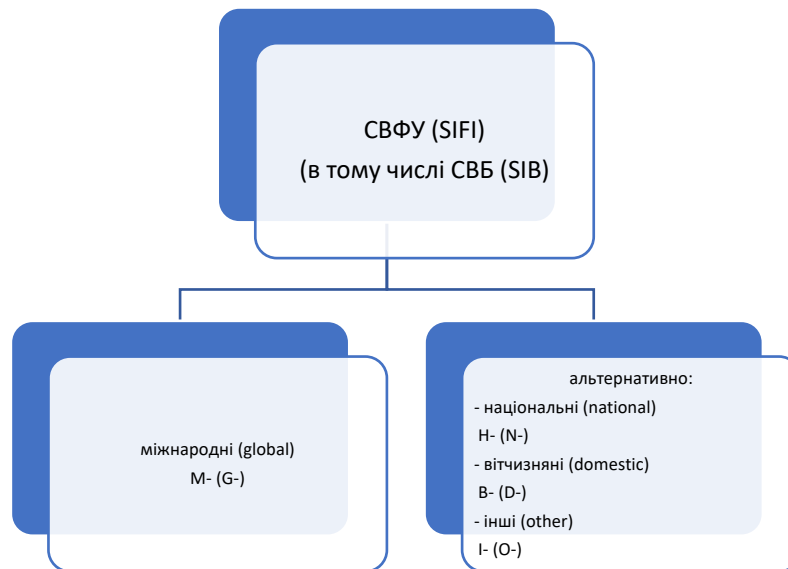 СВФУ (SIFI)
(в тому числі СВБ (SIB)
міжнародні (global)
М- (G-)
альтернативно:
- національні (national)
Н- (N-)
- вітчизняні (domestic)
В- (D-)
- інші (other)
І- (O-)